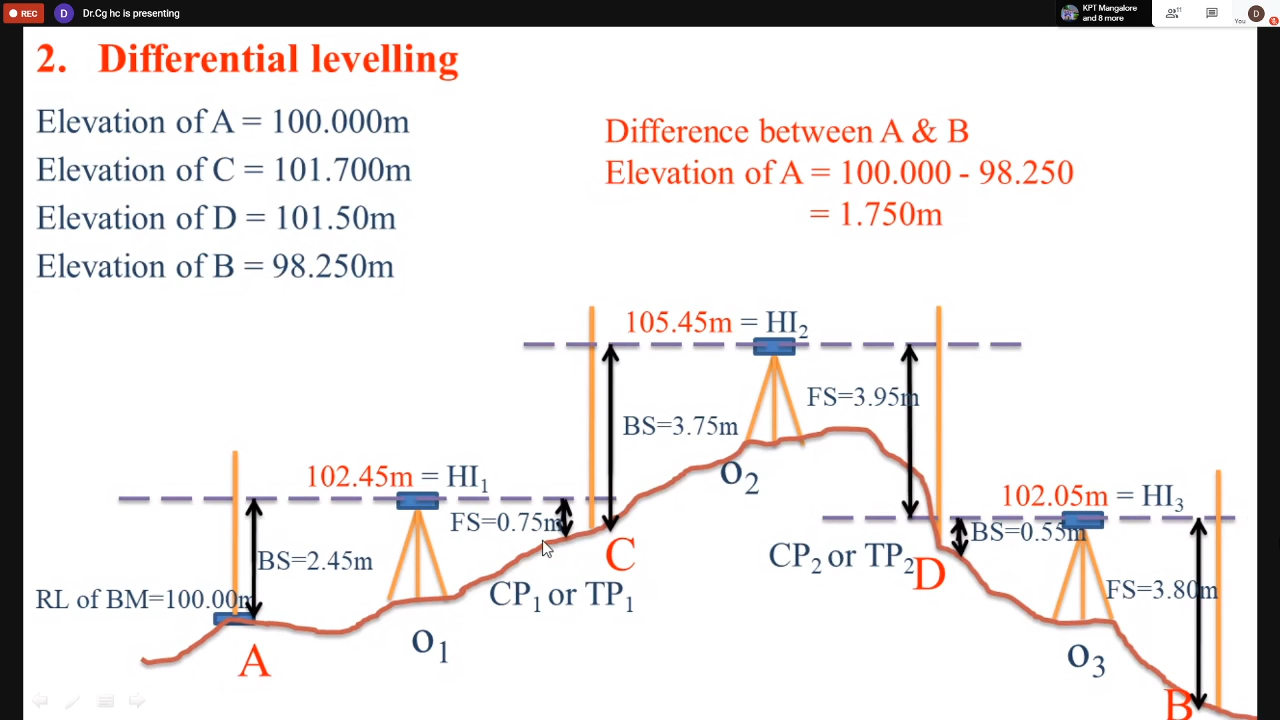 REC
D
Dr.Cg hc is presenting
KPT Mangalore
and 8 more
11
You
D
2. Differential levelling
Elevation of A = 100.000m
Elevation of C = 101.700m
Elevation of D = 101.50m
Elevation of B = 98.250m
Difference between A & B
Elevation of A = 100.000 - 98.250
= 1.750m
105.45m = HI₂
BS=3.75m
FS=3.95m
O₂
102.45m = HI₁
FS=0.75m
BS=2.45m
C
CP₁ or TP₁
RL of BM=100.00m
A
O₁
102.05m = HI₃
BS=0.55m
CP₂ or TP₂
D
FS=3.80m
O₃
B